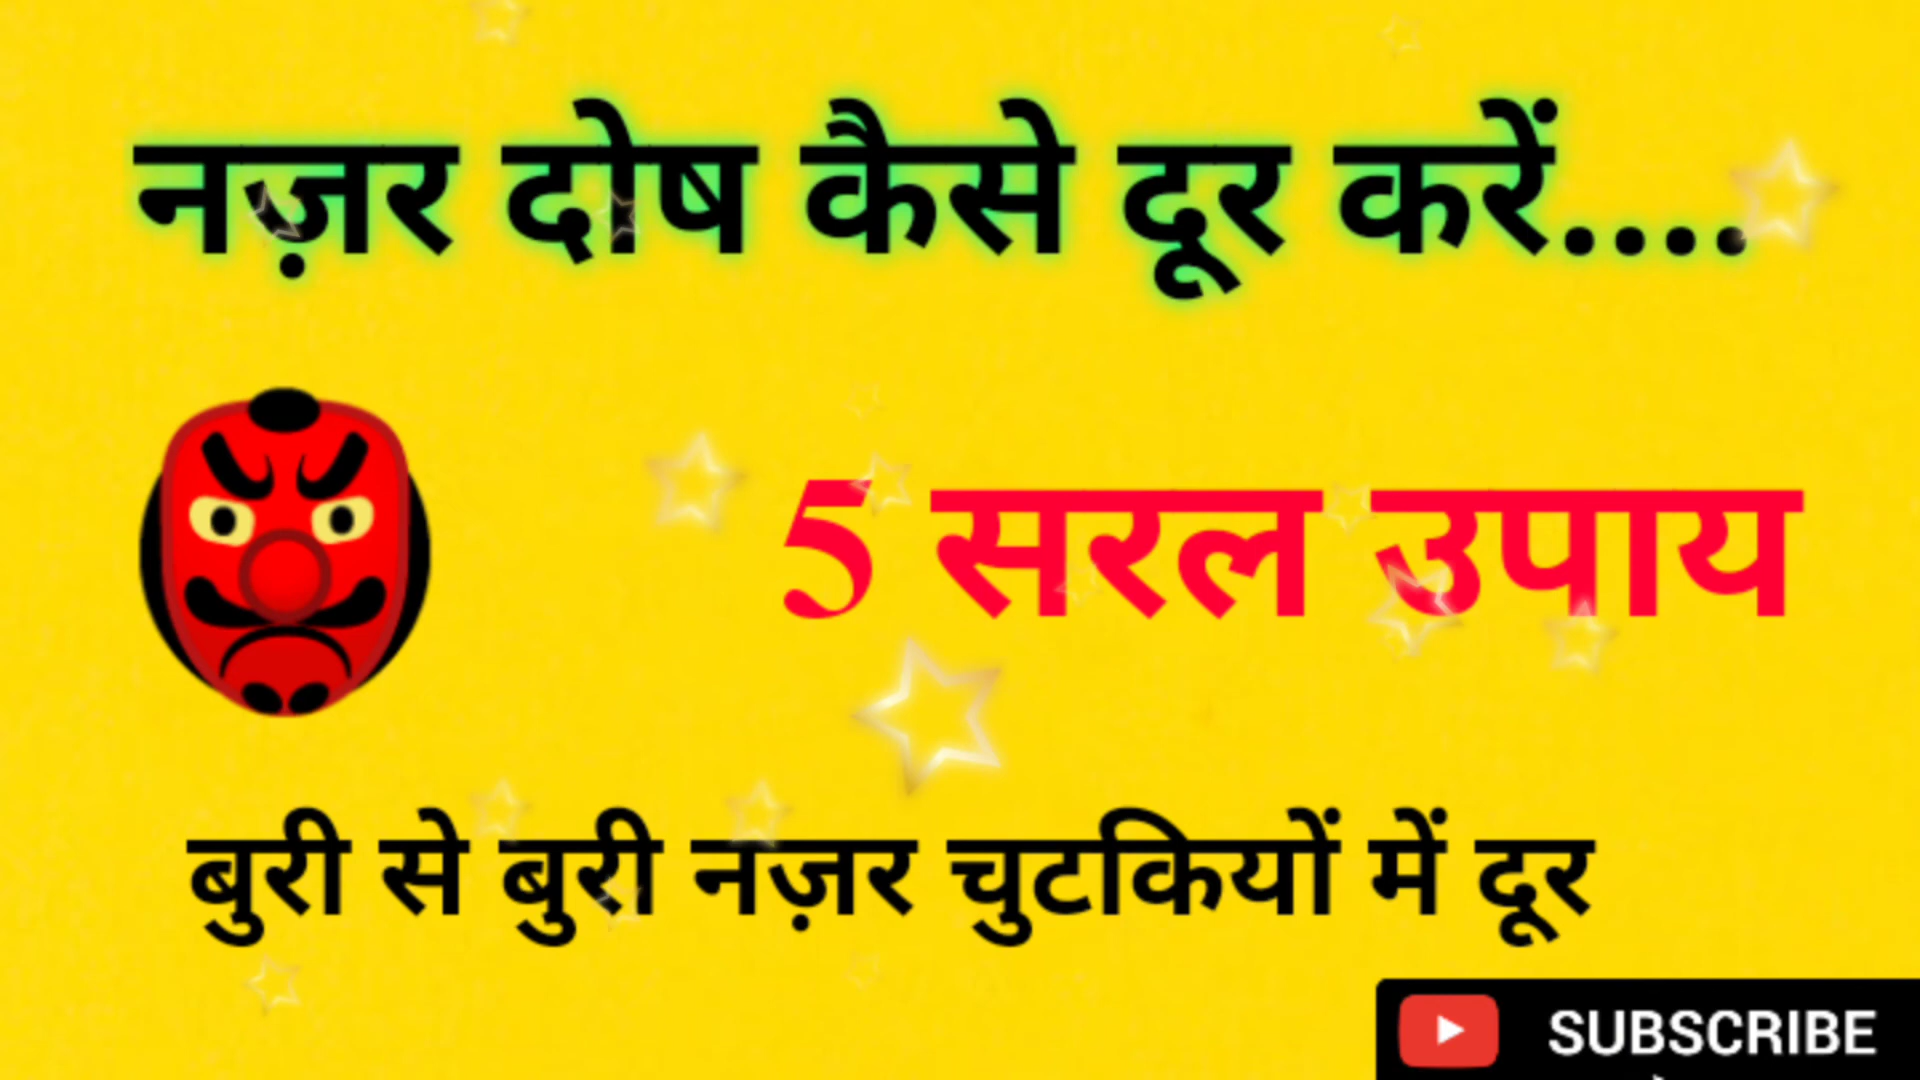 नज़र दोष कैसे दूर करें....
5 सरल उपाय
बुरी से बुरी नज़र चुटकियों में दूर
SUBSCRIBE